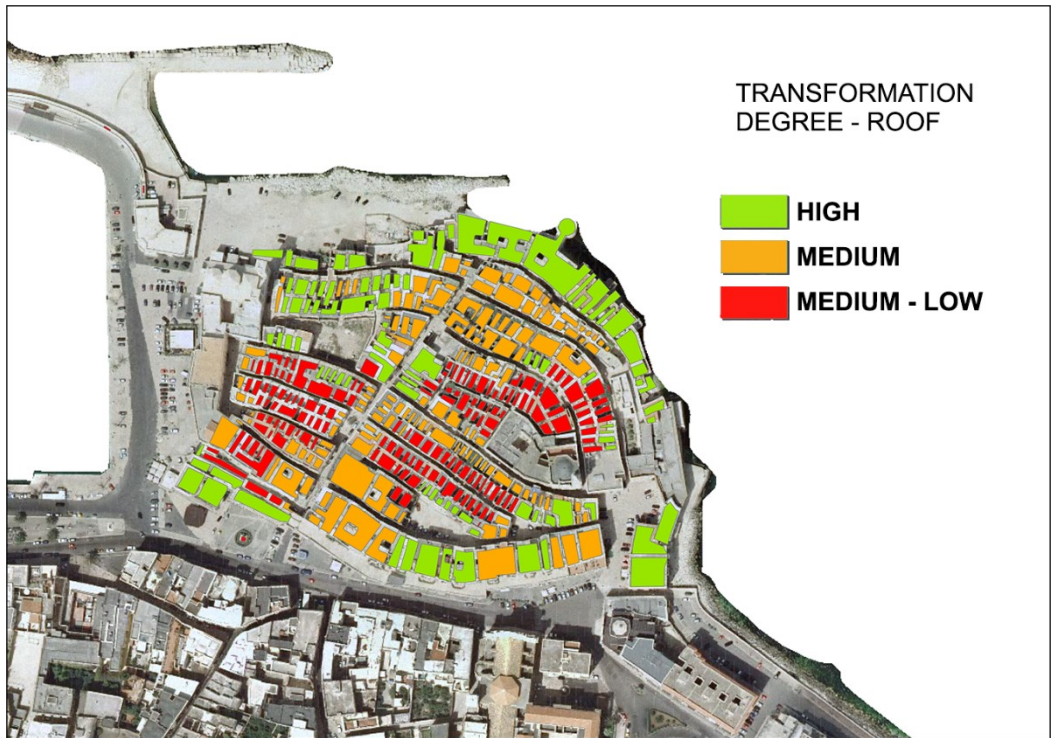 TRANSFORMATION
DEGREE - ROOF
HIGH
MEDIUM
MEDIUM - LOW